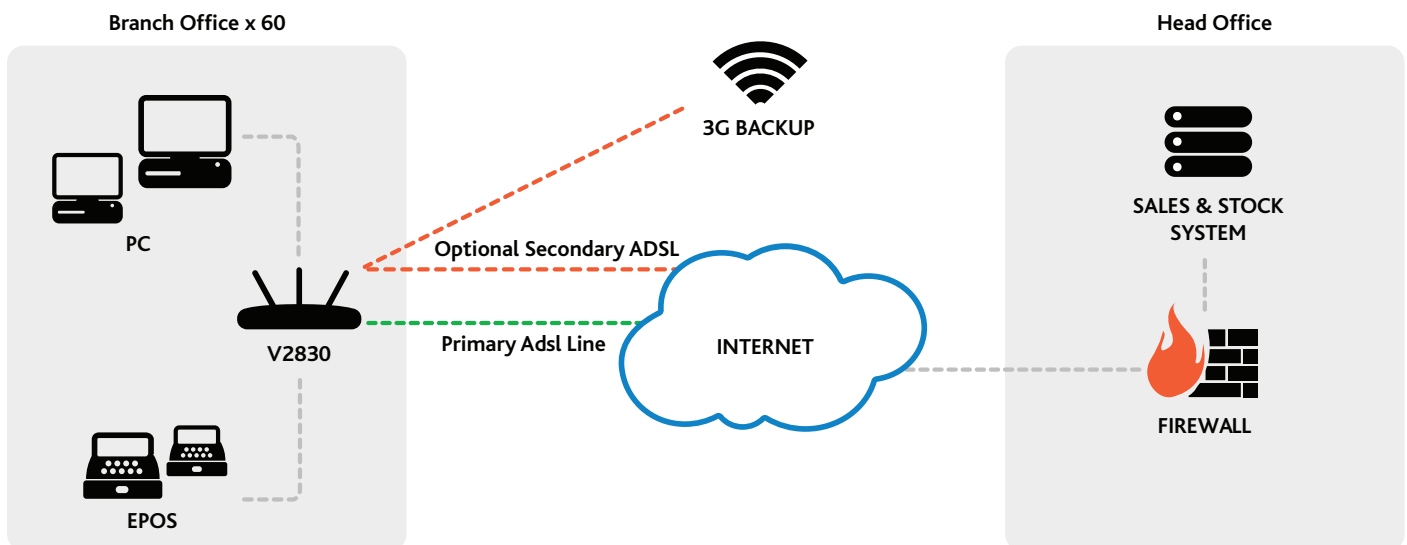 Branch Office x 60
Head Office
3G BACKUP
PC
SALES & STOCK
SYSTEM
Optional Secondary ADSL
V2830
Primary Adsl Line
INTERNET
FIREWALL
EPOS